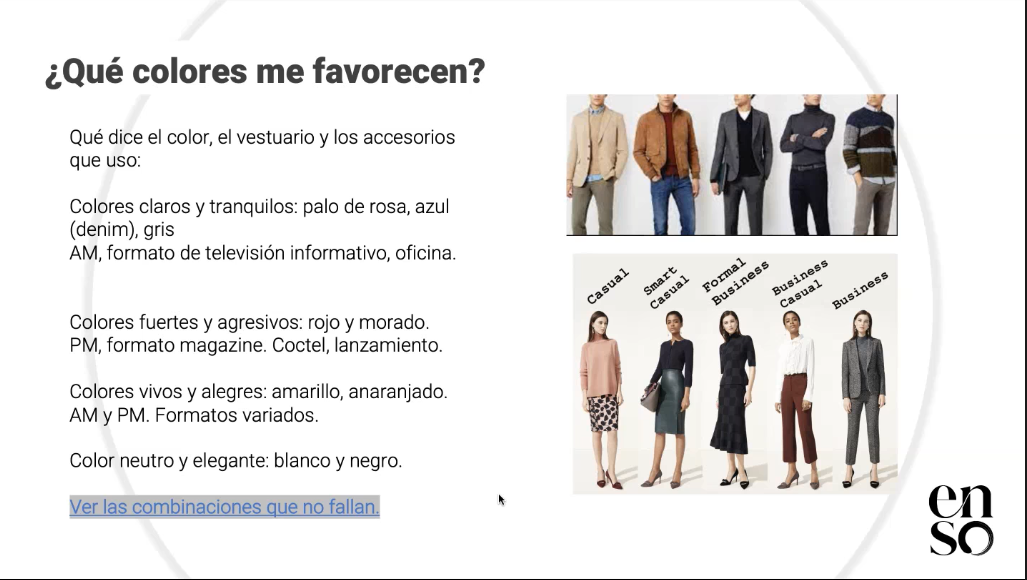 ¿Qué colores me favorecen?
Qué dice el color, el vestuario y los accesorios
que uso:
Colores claros y tranquilos: palo de rosa, azul
(denim), gris
AM, formato de televisión informativo, oficina.
Colores fuertes y agresivos: rojo y morado.
PM, formato magazine. Coctel, lanzamiento.
Colores vivos y alegres: amarillo, anaranjado.
AM y PM. Formatos variados.
Color neutro y elegante: blanco y negro.
Ver las combinaciones que no fallan.
Casual
Smart
Casual
Formal
Business
Business
Casual
Business
en
so